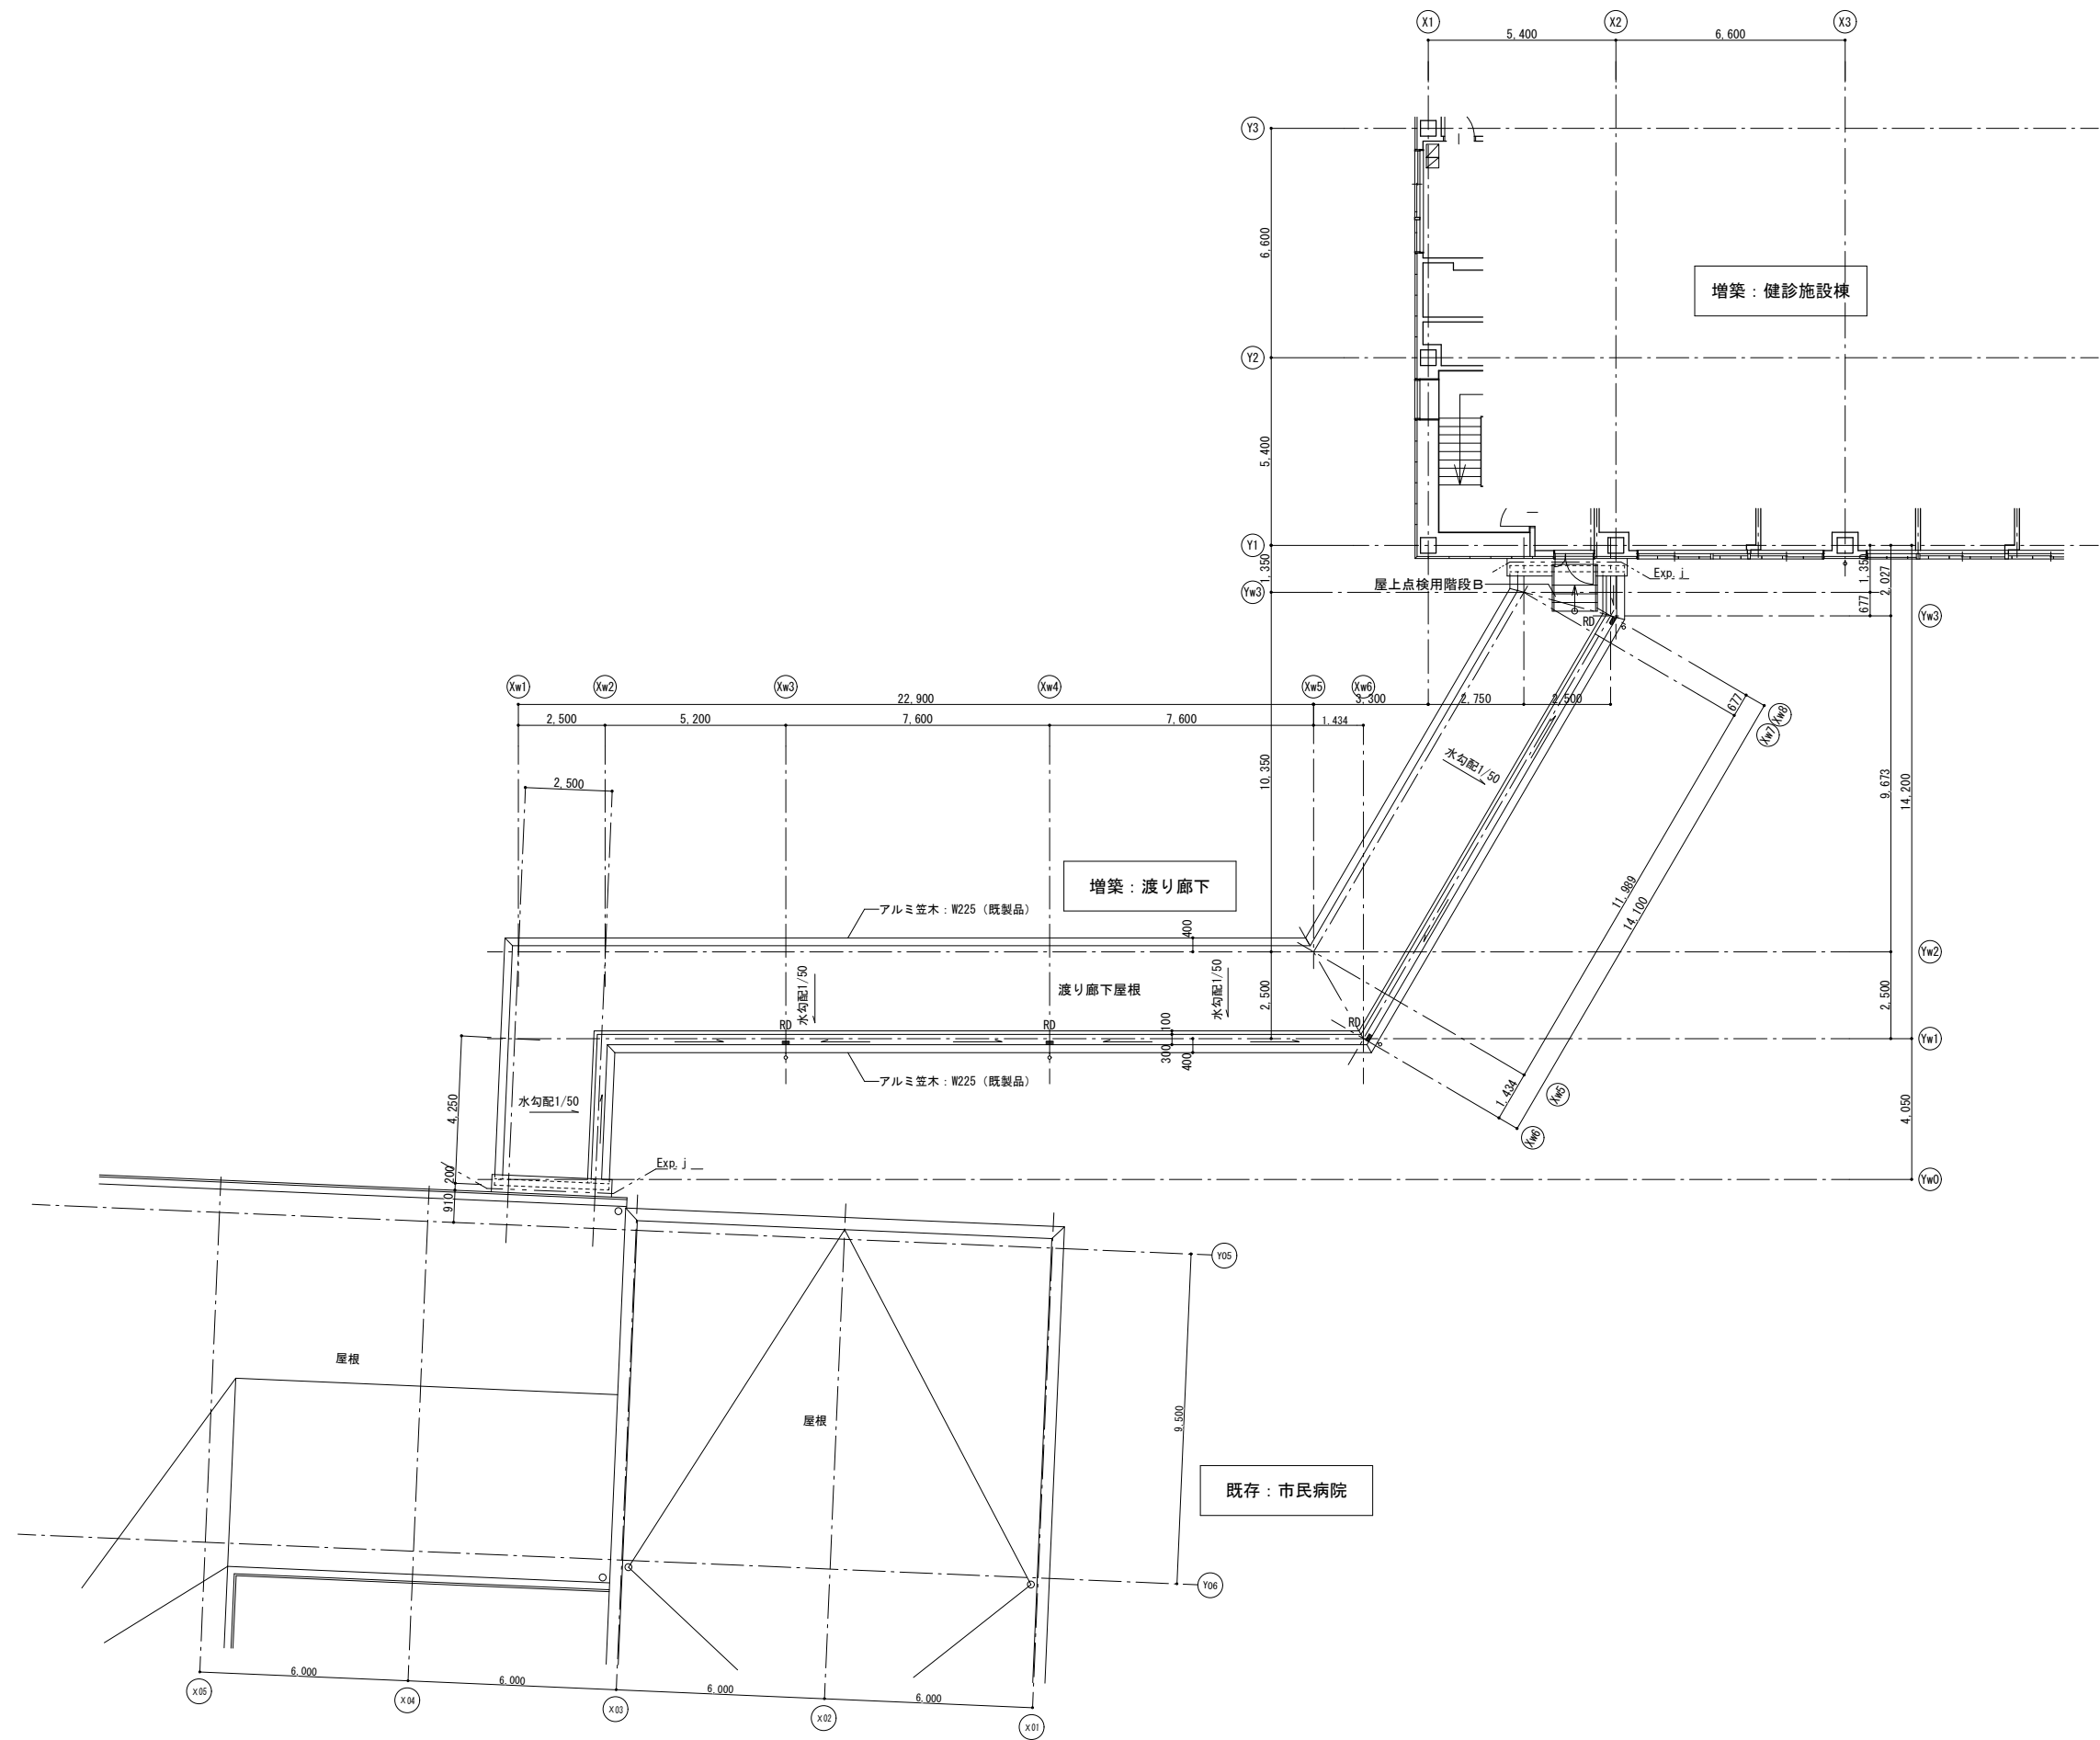 X1
X2
X3
5,400
6,600
Y3
6,600
増築：健診施設棟
Y2
5,400
Y1
1,350
Yw3
屋上点検用階段B
Exp.j
RD
1,350
677
2,027
Yw3
Xw1
Xw2
Xw3
Xw4
Xw5
Xw6
22,900
3,300
2,750
2,500
2,500
5,200
7,600
7,600
1,434
677
Xw7
Xw8
水勾配1/50
10,350
9,673
14,200
2,500
増築：渡り廊下
アルミ笠木：W225（既製品）
400
11,989
14,100
Yw2
水勾配1/50
渡り廊下屋根
水勾配1/50
2,500
2,500
RD
RD
100
RD
Yw1
300
400
アルミ笠木：W225（既製品）
4,250
水勾配1/50
1,434
Xw5
Xw6
4,050
Exp.j
200
910
Yw0
Y05
屋根
屋根
9,500
既存：市民病院
Y06
6,000
6,000
6,000
6,000
X05
X04
X03
X02
X01